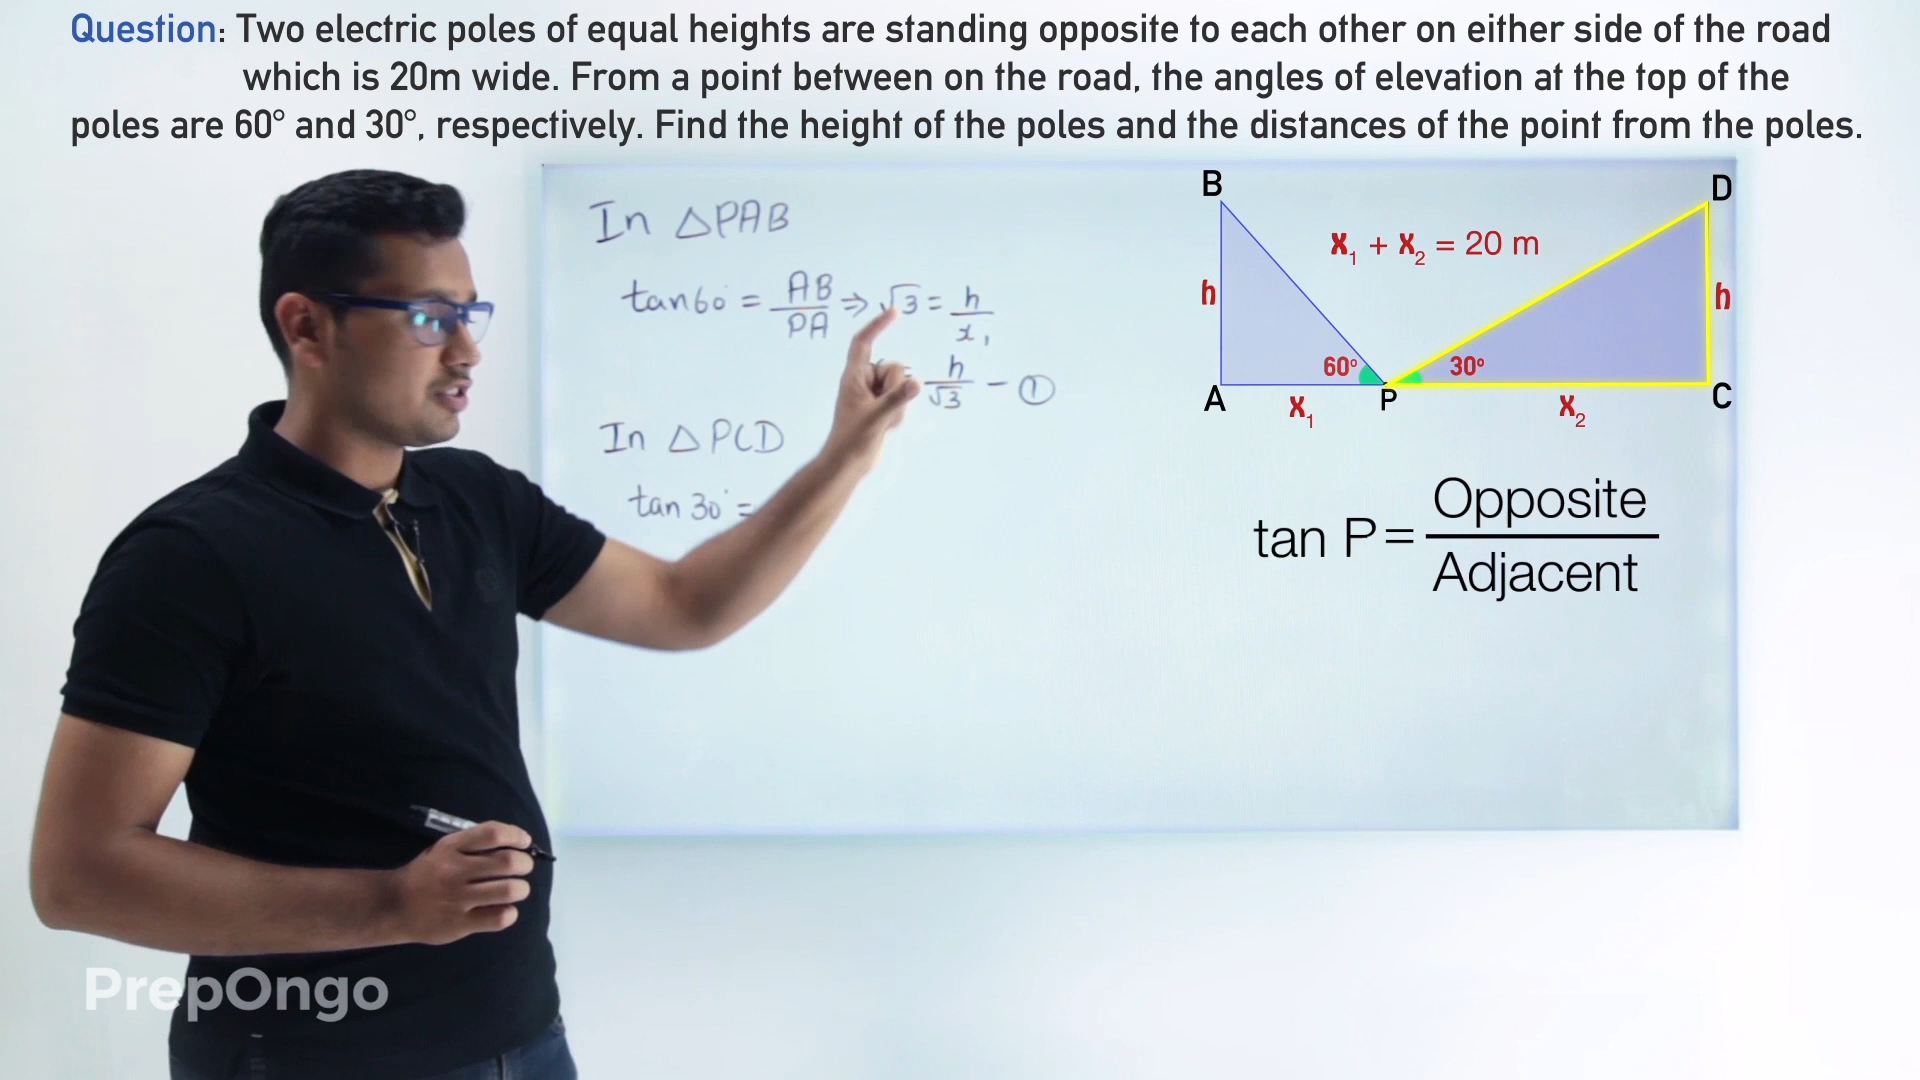 Question: Two electric poles of equal heights are standing opposite to each other on either side of the road
which is 20m wide. From a point between on the road, the angles of elevation at the top of the
poles are 60° and 30°, respectively. Find the height of the poles and the distances of the point from the poles.
In △PAB
tan 60° = AB/PA ⇒ √3 = h/x₁
= h/√3 - ①
In △PCD
tan 30° =
B
D
x₁ + x₂ = 20 m
h
h
60°
30°
A
P
C
x₁
x₂
tan P = Opposite/Adjacent
PrepOngo